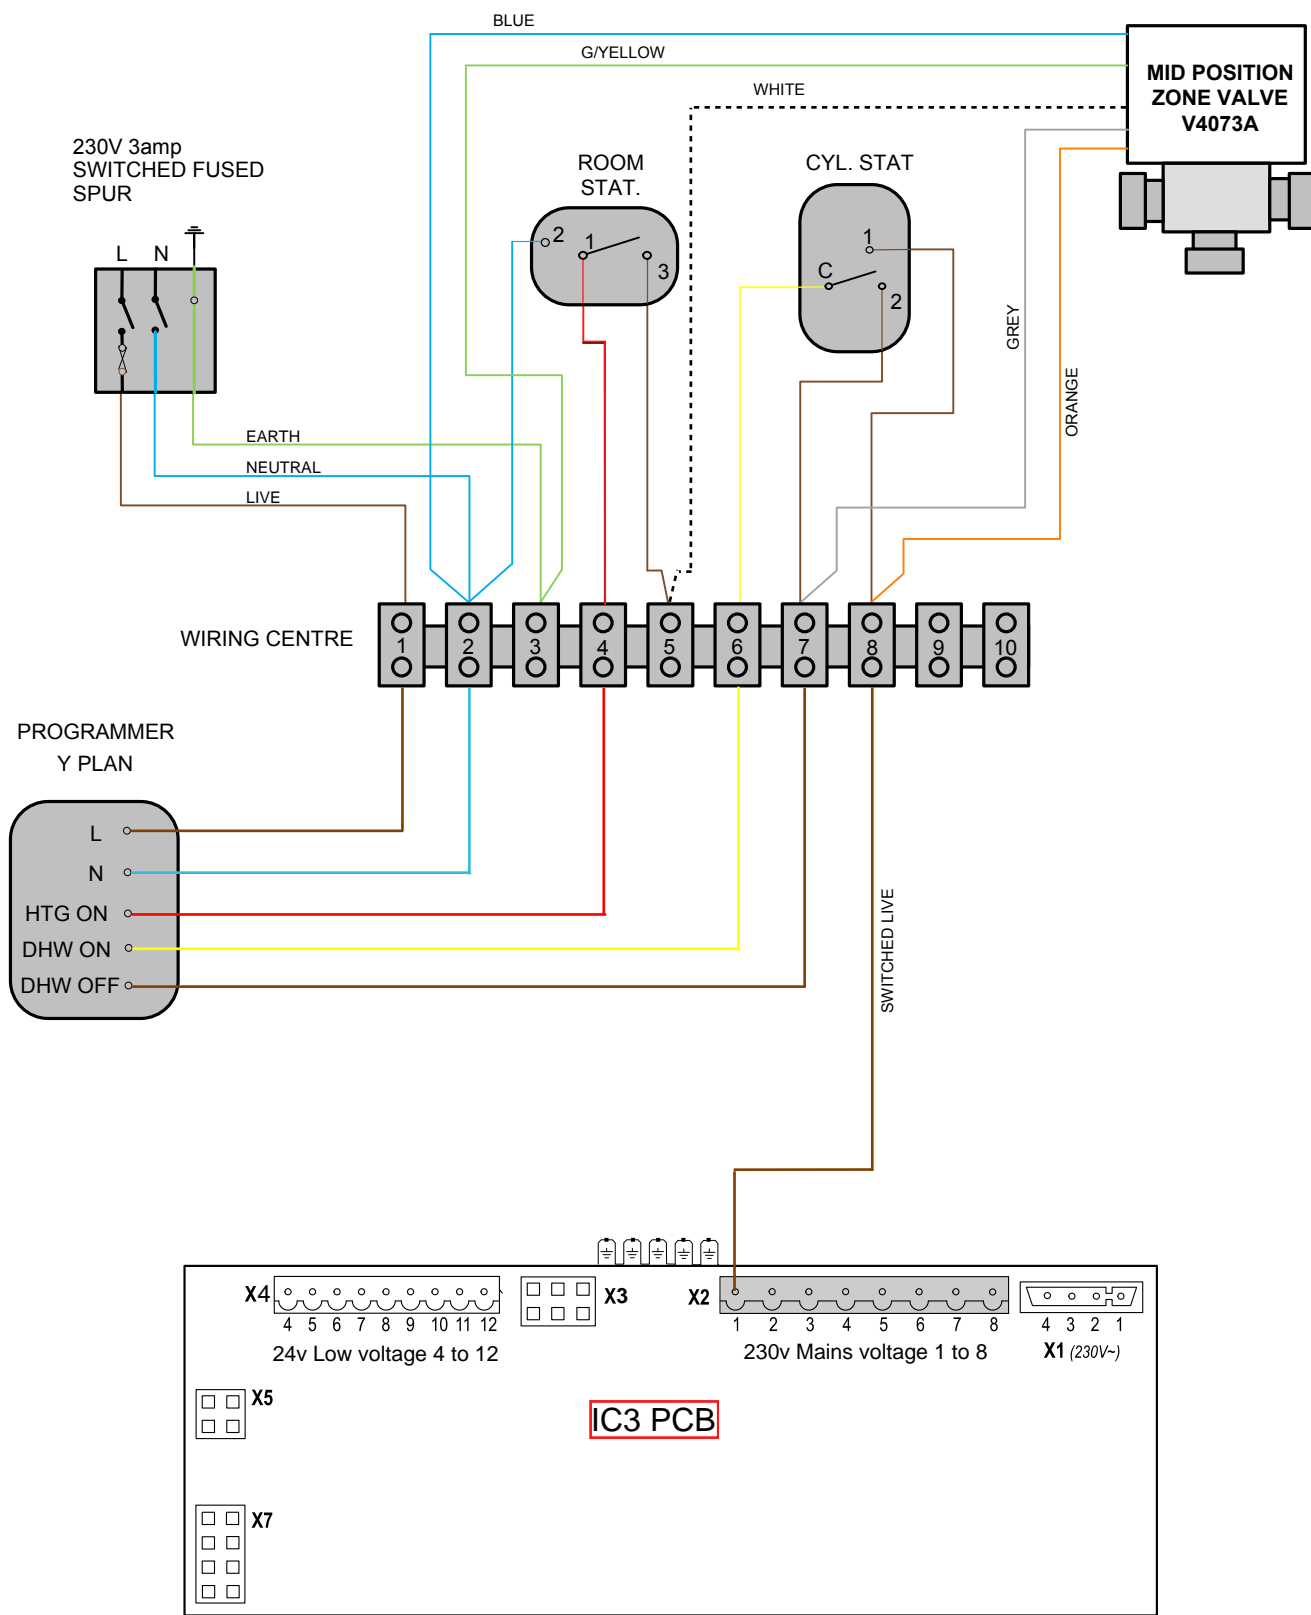 BLUE
G/YELLOW
WHITE
MID POSITION
ZONE VALVE
V4073A
230V 3amp
SWITCHED FUSED
SPUR
ROOM
STAT.
CYL. STAT
L N
2 1 3
1 C 2
GREY
ORANGE
EARTH
NEUTRAL
LIVE
WIRING CENTRE
1 2 3 4 5 6 7 8 9 10
PROGRAMMER
Y PLAN
L
N
HTG ON
DHW ON
DHW OFF
SWITCHED LIVE
X4
4 5 6 7 8 9 10 11 12
24v Low voltage 4 to 12
X3
X2
1 2 3 4 5 6 7 8
230v Mains voltage 1 to 8
4 3 2 1
X1 (230V~)
X5
IC3 PCB
X7